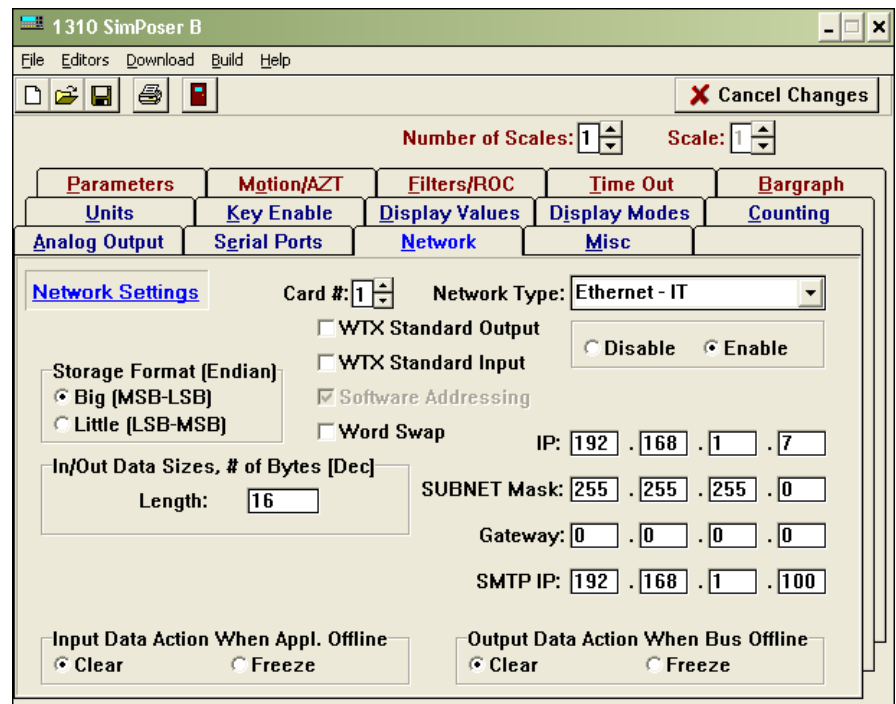 1310 SimPoser B
File Editors Download Build Help
Cancel Changes
Number of Scales: 1 Scale: 1
Parameters Motion/AZT Filters/ROC Time Out Bargraph
Units Key Enable Display Values Display Modes Counting
Analog Output Serial Ports Network Misc
Network Settings Card #: 1 Network Type: Ethernet - IT
WTX Standard Output
Disable Enable
WTX Standard Input
Storage Format (Endian)
Big (MSB-LSB)
Software Addressing
Little (LSB-MSB)
Word Swap
IP: 192 . 168 . 1 . 7
In/Out Data Sizes, # of Bytes [Dec]
Length: 16
SUBNET Mask: 255 . 255 . 255 . 0
Gateway: 0 . 0 . 0 . 0
SMTP IP: 192 . 168 . 1 . 100
Input Data Action When Appl. Offline
Clear Freeze
Output Data Action When Bus Offline
Clear Freeze